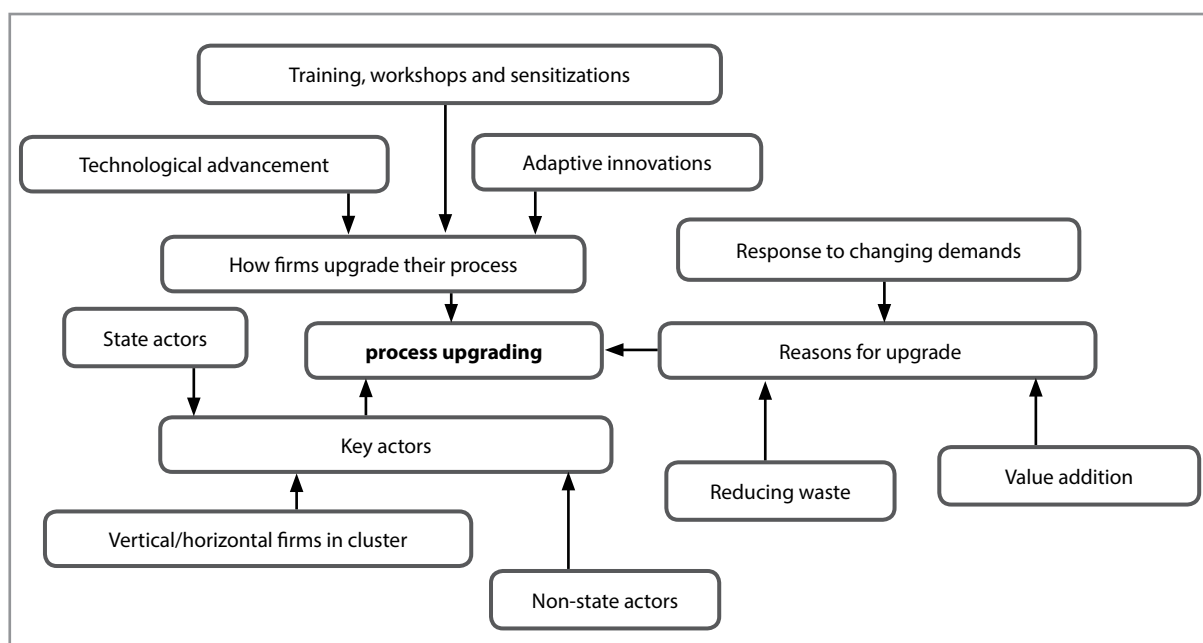 Training, workshops and sensitizations
Technological advancement
Adaptive innovations
How firms upgrade their process
Response to changing demands
State actors
process upgrading
Reasons for upgrade
Key actors
Reducing waste
Value addition
Vertical/horizontal firms in cluster
Non-state actors